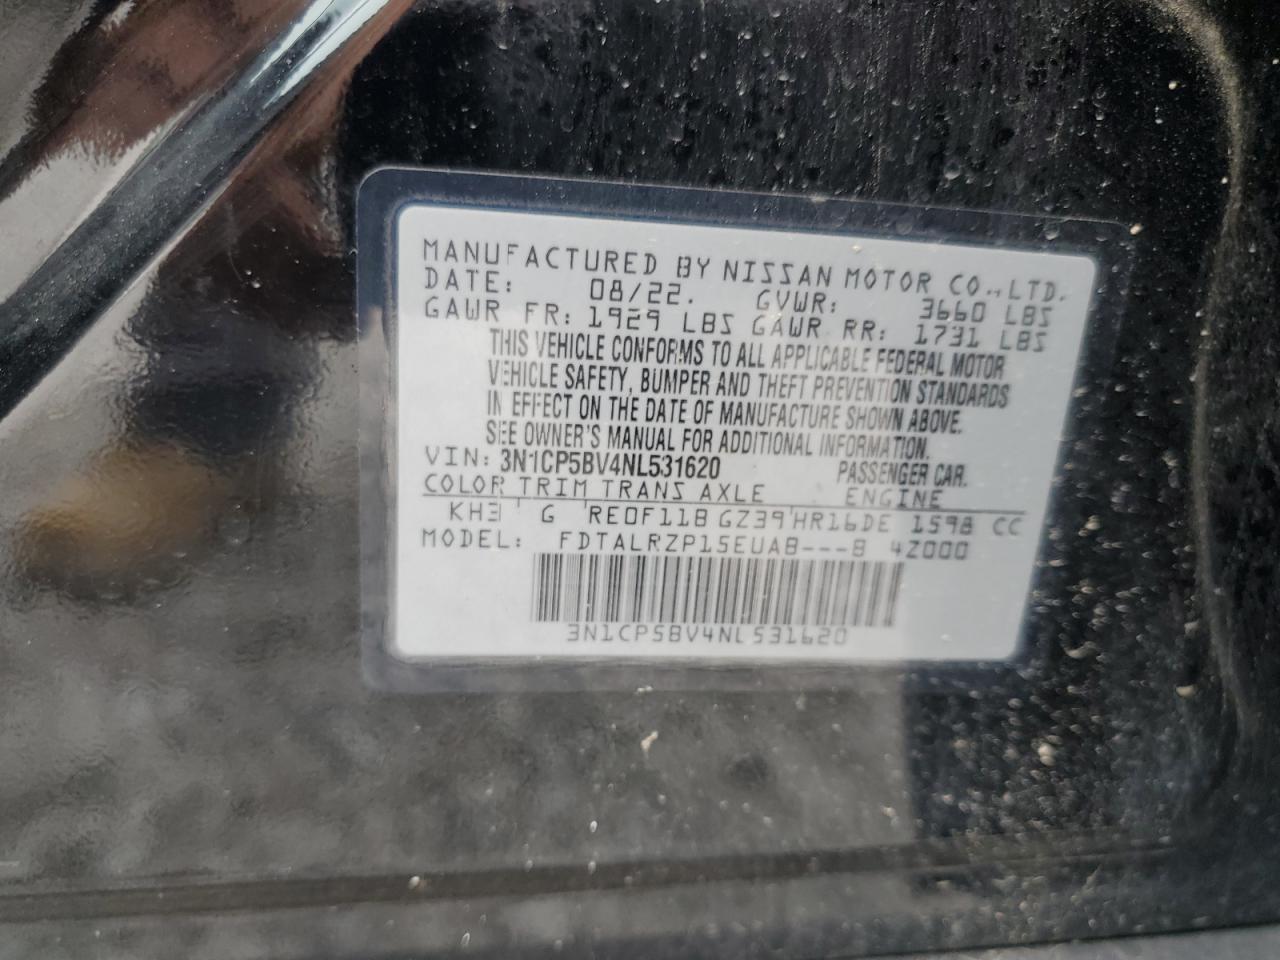 MANUFACTURED BY NISSAN MOTOR CO.,LTD.
DATE: 08/22. GVWR: 3660 LBS
GAWR FR: 1929 LBS GAWR RR: 1731 LBS
THIS VEHICLE CONFORMS TO ALL APPLICABLE FEDERAL MOTOR
VEHICLE SAFETY, BUMPER AND THEFT PREVENTION STANDARDS
IN EFFECT ON THE DATE OF MANUFACTURE SHOWN ABOVE.
SEE OWNER'S MANUAL FOR ADDITIONAL INFORMATION.
VIN: 3N1CP5BV4NL531620 PASSENGER CAR.
COLOR TRIM TRANS AXLE ENGINE
KH3 G RE0F11B GZ39 HR16DE 1598 CC
MODEL: FDTALRZP15EUAB---B 4Z000
3N1CP5BV4NL531620